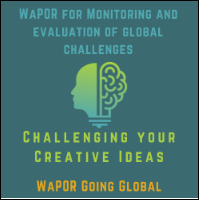 WaPOR for Monitoring and
evaluation of global
challenges
Challenging your
Creative Ideas
WaPOR Going Global